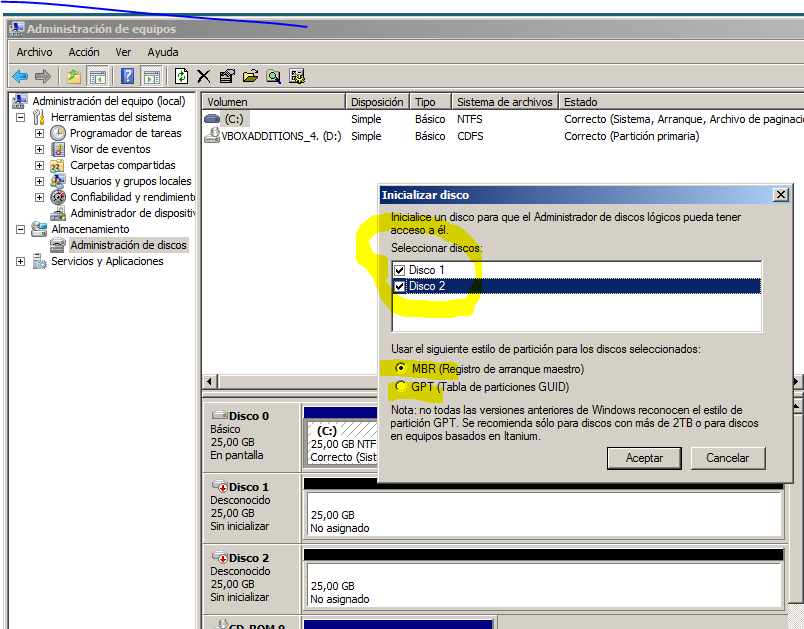 Administración de equipos
Archivo Acción Ver Ayuda
Administración del equipo (local)
Herramientas del sistema
Programador de tareas
Visor de eventos
Carpetas compartidas
Usuarios y grupos locales
Confiabilidad y rendimient
Administrador de dispositiv
Almacenamiento
Administración de discos
Servicios y Aplicaciones
Volumen Disposición Tipo Sistema de archivos Estado
(C:) Simple Básico NTFS Correcto (Sistema, Arranque, Archivo de paginació
VBOXADDITIONS_4. (D:) Simple Básico CDFS Correcto (Partición primaria)
Inicializar disco
Inicialice un disco para que el Administrador de discos lógicos pueda tener
acceso a él.
Seleccionar discos:
Disco 1
Disco 2
Usar el siguiente estilo de partición para los discos seleccionados:
MBR (Registro de arranque maestro)
GPT (Tabla de particiones GUID)
Nota: no todas las versiones anteriores de Windows reconocen el estilo de
partición GPT. Se recomienda sólo para discos con más de 2TB o para discos
en equipos basados en Itanium.
Aceptar Cancelar
Disco 0
Básico
25,00 GB
En pantalla
(C:)
25,00 GB NTF
Correcto (Sist
Disco 1
Desconocido
25,00 GB
Sin inicializar
25,00 GB
No asignado
Disco 2
Desconocido
25,00 GB
Sin inicializar
25,00 GB
No asignado
CD-ROM 0